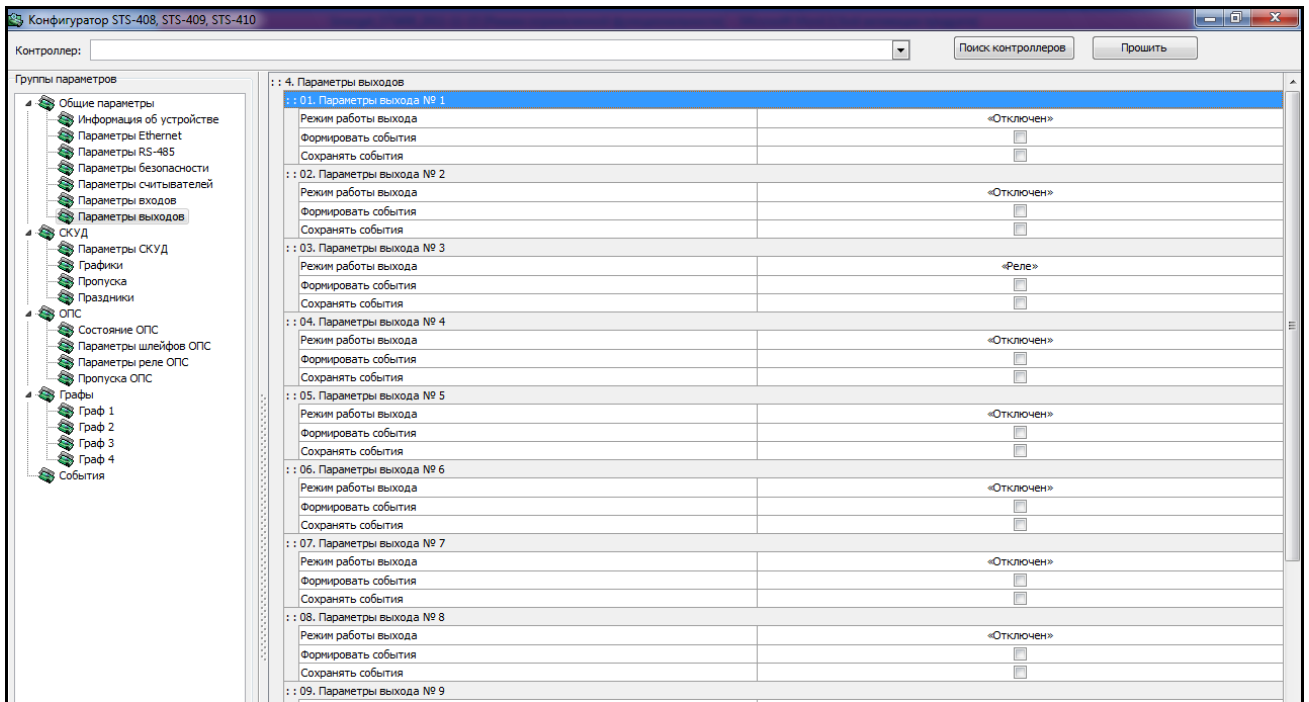 Конфигуратор STS-408, STS-409, STS-410
Контроллер:
Поиск контроллеров
Прошить
Группы параметров
Общие параметры
Информация об устройстве
Параметры Ethernet
Параметры RS-485
Параметры безопасности
Параметры считывателей
Параметры входов
Параметры выходов
СКУД
Параметры СКУД
Графики
Пропуска
Праздники
ОПС
Состояние ОПС
Параметры шлейфов ОПС
Параметры реле ОПС
Пропуска ОПС
Графы
Граф 1
Граф 2
Граф 3
Граф 4
События
: : 4. Параметры выходов
: : 01. Параметры выхода № 1
Режим работы выхода «Отключен»
Формировать события
Сохранять события
: : 02. Параметры выхода № 2
Режим работы выхода «Отключен»
Формировать события
Сохранять события
: : 03. Параметры выхода № 3
Режим работы выхода «Реле»
Формировать события
Сохранять события
: : 04. Параметры выхода № 4
Режим работы выхода «Отключен»
Формировать события
Сохранять события
: : 05. Параметры выхода № 5
Режим работы выхода «Отключен»
Формировать события
Сохранять события
: : 06. Параметры выхода № 6
Режим работы выхода «Отключен»
Формировать события
Сохранять события
: : 07. Параметры выхода № 7
Режим работы выхода «Отключен»
Формировать события
Сохранять события
: : 08. Параметры выхода № 8
Режим работы выхода «Отключен»
Формировать события
Сохранять события
: : 09. Параметры выхода № 9